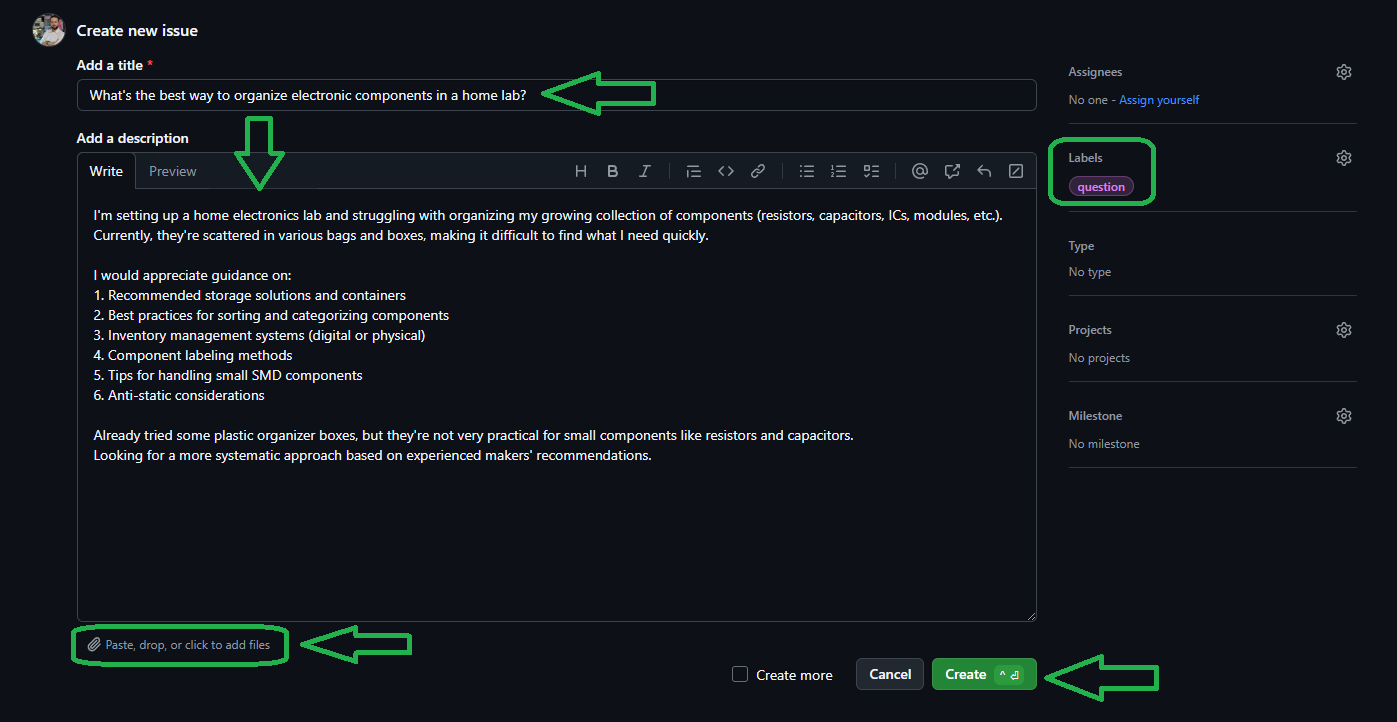 Create new issue
Add a title *
What's the best way to organize electronic components in a home lab?
Add a description
Write Preview
I'm setting up a home electronics lab and struggling with organizing my growing collection of components (resistors, capacitors, ICs, modules, etc.).
Currently, they're scattered in various bags and boxes, making it difficult to find what I need quickly.
I would appreciate guidance on:
1. Recommended storage solutions and containers
2. Best practices for sorting and categorizing components
3. Inventory management systems (digital or physical)
4. Component labeling methods
5. Tips for handling small SMD components
6. Anti-static considerations
Already tried some plastic organizer boxes, but they're not very practical for small components like resistors and capacitors.
Looking for a more systematic approach based on experienced makers' recommendations.
Paste, drop, or click to add files
Create more Cancel Create ^ ⏎
Assignees
No one - Assign yourself
Labels
question
Type
No type
Projects
No projects
Milestone
No milestone